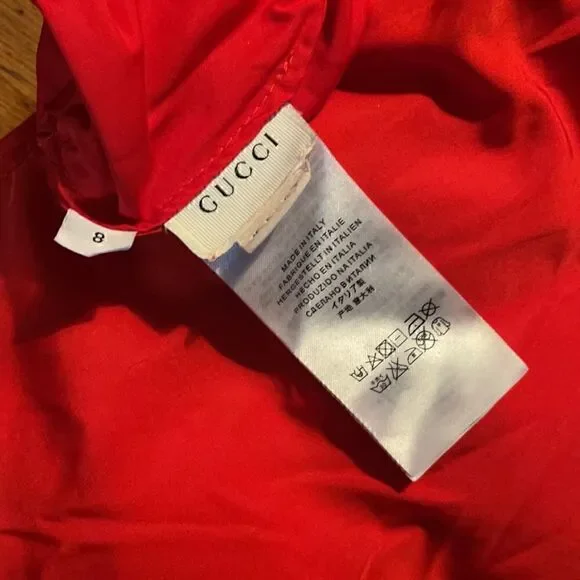 GUCCI
8
MADE IN ITALY
FABRIQUE EN ITALIE
HERGESTELLT IN ITALIEN
HECHO EN ITALIA
PRODUZIDO NA ITALIA
СДЕЛАНО В ИТАЛИИ
イタリア製
产地 意大利